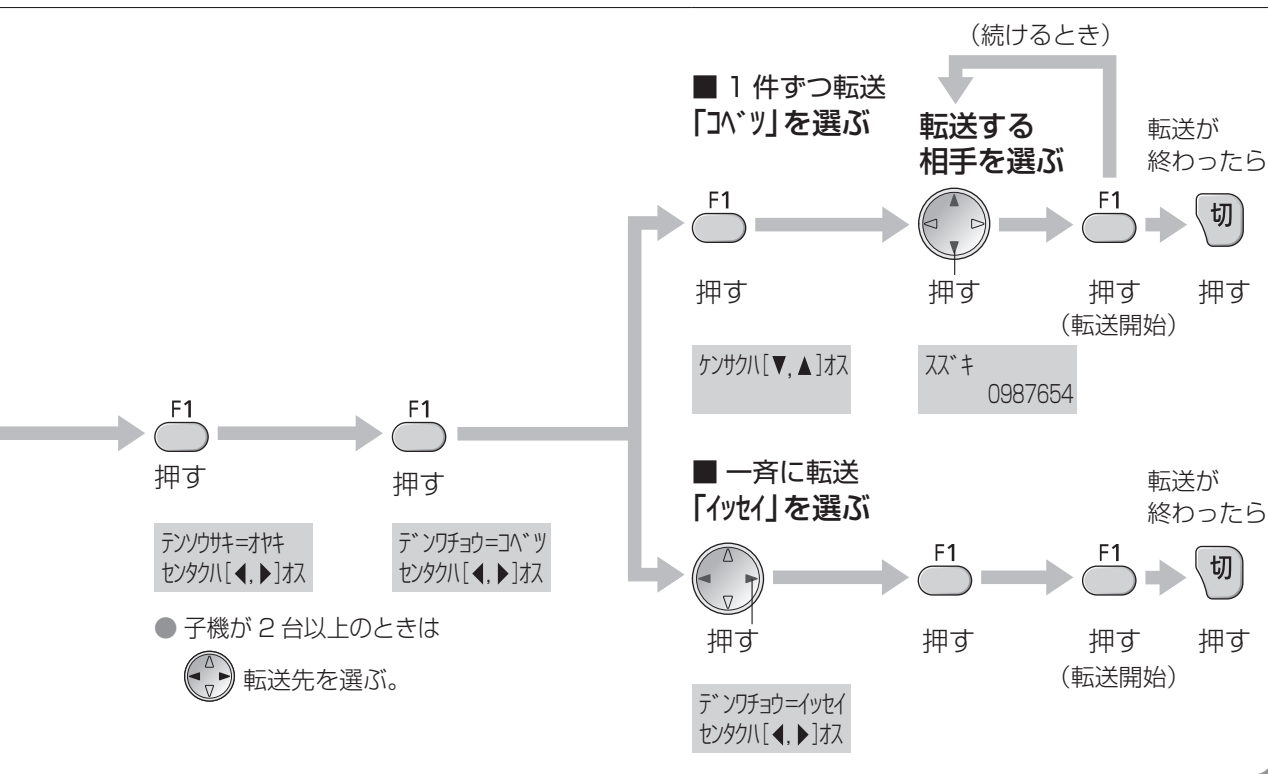 F1
押す
テンソウサキ=オヤキ
センタクハ[◀,▶]オス
● 子機が 2 台以上のときは
転送先を選ぶ。
F1
押す
デンワチョウ=コベツ
センタクハ[◀,▶]オス
■ 1 件ずつ転送
「コベツ」を選ぶ
F1
押す
ケンサクハ[▼,▲]オス
(続けるとき)
転送する
相手を選ぶ
押す
スズキ
0987654
F1
押す
(転送開始)
転送が
終わったら
切
押す
■ 一斉に転送
「イッセイ」を選ぶ
押す
デンワチョウ=イッセイ
センタクハ[◀,▶]オス
F1
押す
F1
押す
(転送開始)
転送が
終わったら
切
押す